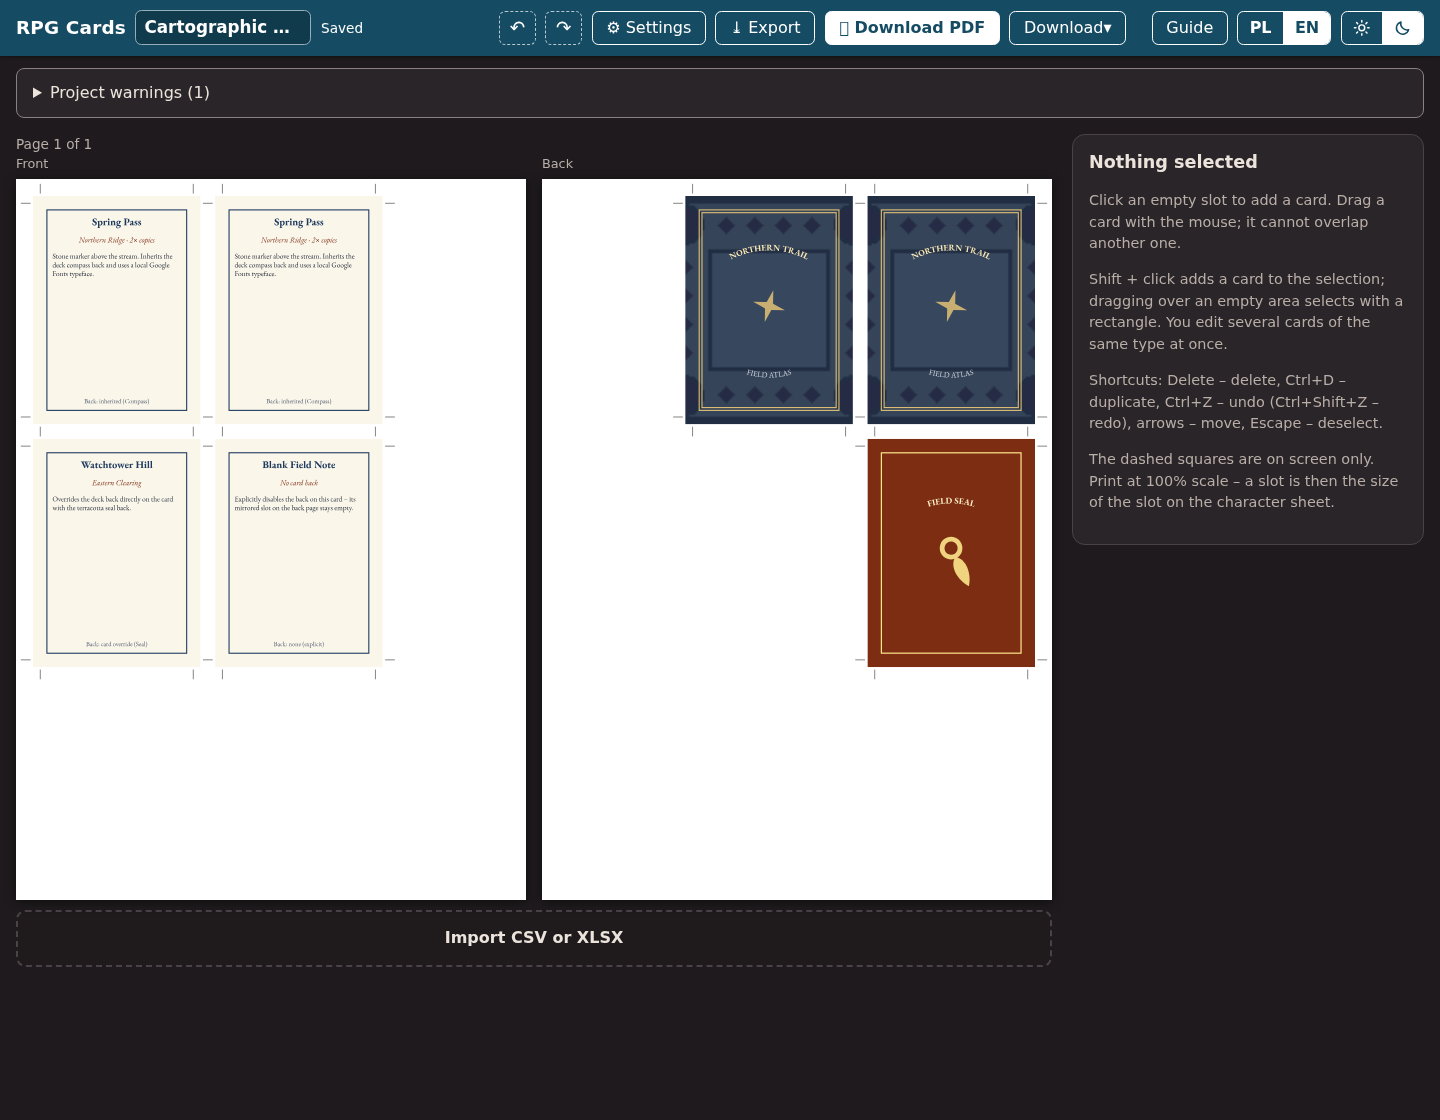 RPG Cards
Cartographic ...
Saved
↶
↷
⚙ Settings
⤓ Export
Download PDF
Download▾
Guide
PL
EN
▶ Project warnings (1)
Page 1 of 1
Front
Back
Spring Pass
Northern Ridge · 2× copies
Stone marker above the stream. Inherits the
deck compass back and uses a local Google
Fonts typeface.
Back: inherited (Compass)
Spring Pass
Northern Ridge · 2× copies
Stone marker above the stream. Inherits the
deck compass back and uses a local Google
Fonts typeface.
Back: inherited (Compass)
Watchtower Hill
Eastern Clearing
Overrides the deck back directly on the card
with the terracotta seal back.
Back: card override (Seal)
Blank Field Note
No card back
Explicitly disables the back on this card – its
mirrored slot on the back page stays empty.
Back: none (explicit)
NORTHERN TRAIL
FIELD ATLAS
NORTHERN TRAIL
FIELD ATLAS
FIELD SEAL
Import CSV or XLSX
Nothing selected
Click an empty slot to add a card. Drag a
card with the mouse; it cannot overlap
another one.
Shift + click adds a card to the selection;
dragging over an empty area selects with a
rectangle. You edit several cards of the
same type at once.
Shortcuts: Delete – delete, Ctrl+D –
duplicate, Ctrl+Z – undo (Ctrl+Shift+Z –
redo), arrows – move, Escape – deselect.
The dashed squares are on screen only.
Print at 100% scale – a slot is then the size
of the slot on the character sheet.